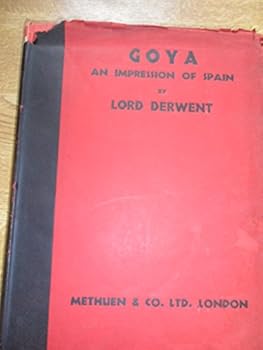 GOYA
AN IMPRESSION OF SPAIN
BY
LORD DERWENT
METHUEN & CO. LTD. LONDON